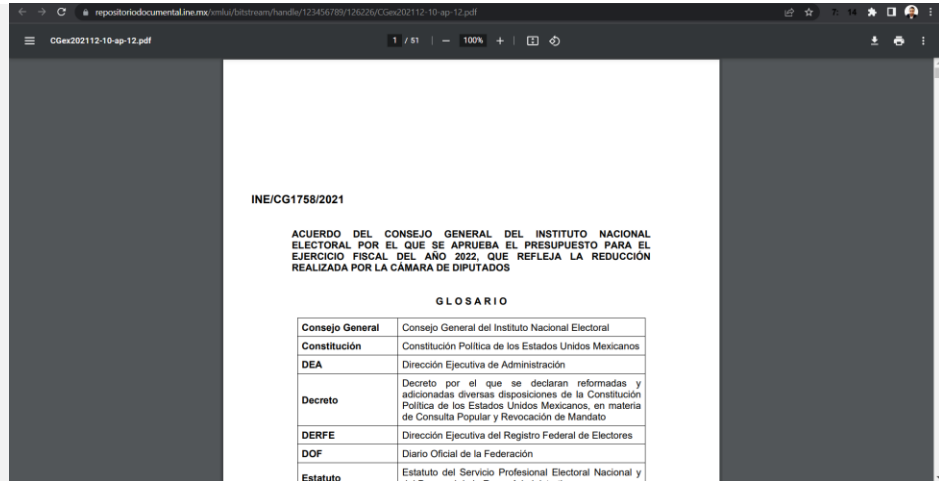 repositoriodocumental.ine.mx/xmlui/bitstream/handle/123456789/126226/CGex202112-10-ap-12.pdf
CGex202112-10-ap-12.pdf
1 / 51
100%
INE/CG1758/2021
ACUERDO DEL CONSEJO GENERAL DEL INSTITUTO NACIONAL
ELECTORAL POR EL QUE SE APRUEBA EL PRESUPUESTO PARA EL
EJERCICIO FISCAL DEL AÑO 2022, QUE REFLEJA LA REDUCCIÓN
REALIZADA POR LA CÁMARA DE DIPUTADOS
GLOSARIO
Consejo General Consejo General del Instituto Nacional Electoral
Constitución Constitución Política de los Estados Unidos Mexicanos
DEA Dirección Ejecutiva de Administración
Decreto Decreto por el que se declaran reformadas y
adicionadas diversas disposiciones de la Constitución
Política de los Estados Unidos Mexicanos, en materia
de Consulta Popular y Revocación de Mandato
DERFE Dirección Ejecutiva del Registro Federal de Electores
DOF Diario Oficial de la Federación
Estatuto Estatuto del Servicio Profesional Electoral Nacional y